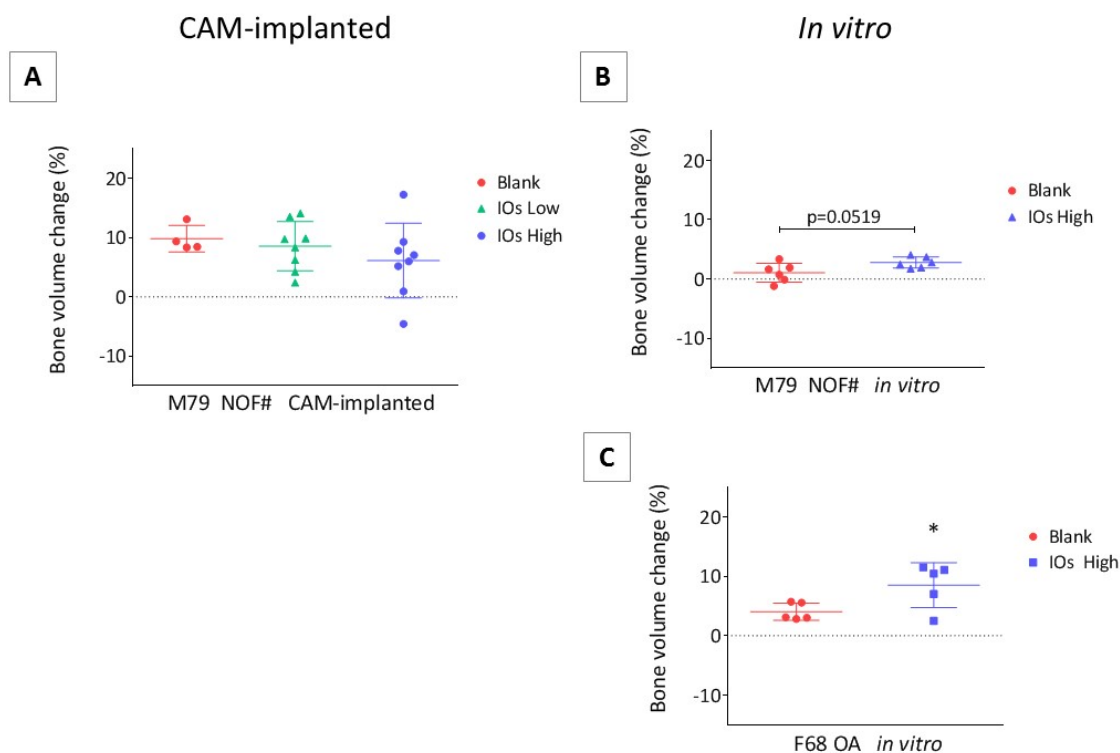 CAM-implanted
In vitro
A
Bone volume change (%)
20
10
0
-10
Blank
IOs Low
IOs High
M79 NOF# CAM-implanted
B
Bone volume change (%)
20
10
0
-10
p=0.0519
Blank
IOs High
M79 NOF# in vitro
C
Bone volume change (%)
20
10
0
-10
*
Blank
IOs High
F68 OA in vitro